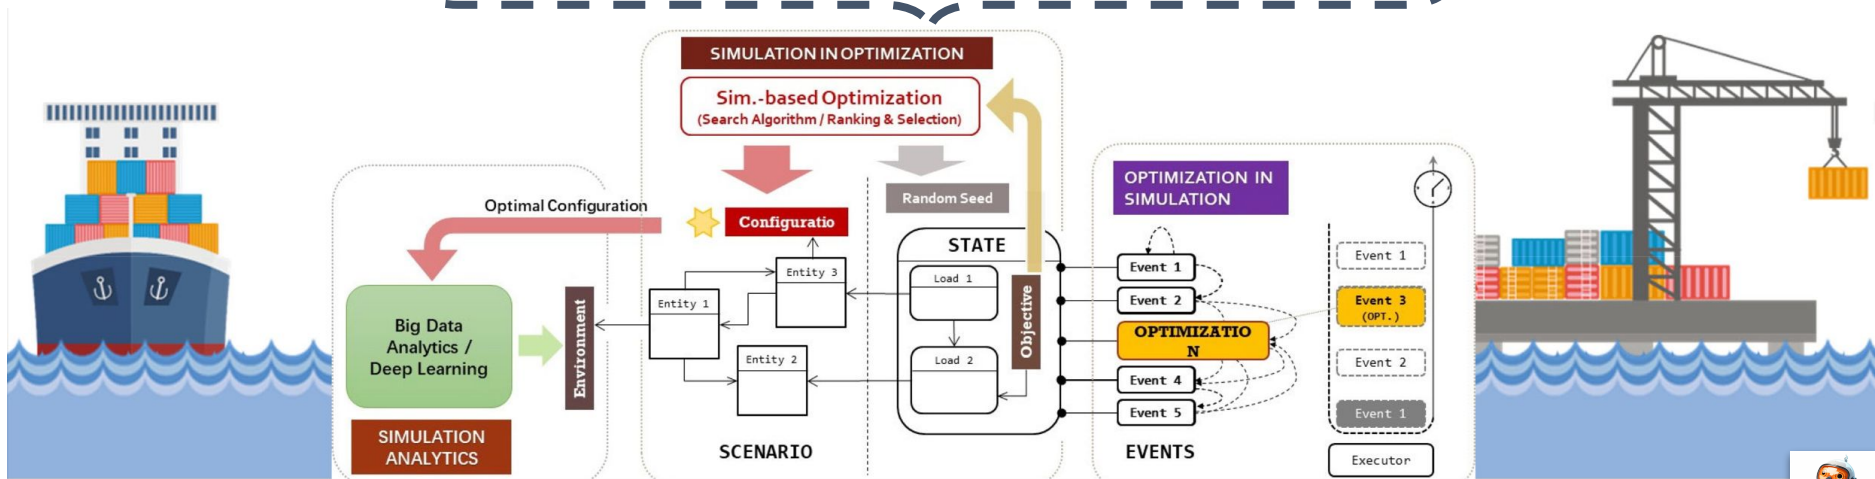 SIMULATION IN OPTIMIZATION
Sim.-based Optimization
(Search Algorithm / Ranking & Selection)
Random Seed
Optimal Configuration
Configuratio
STATE
Entity 1
Entity 3
Entity 2
Load 1
Load 2
Objective
Environment
Big Data
Analytics /
Deep Learning
SIMULATION
ANALYTICS
SCENARIO
OPTIMIZATION IN
SIMULATION
Event 1
Event 2
OPTIMIZATIO
N
Event 4
Event 5
EVENTS
Event 1
Event 3
(OPT.)
Event 2
Event 1
Executor